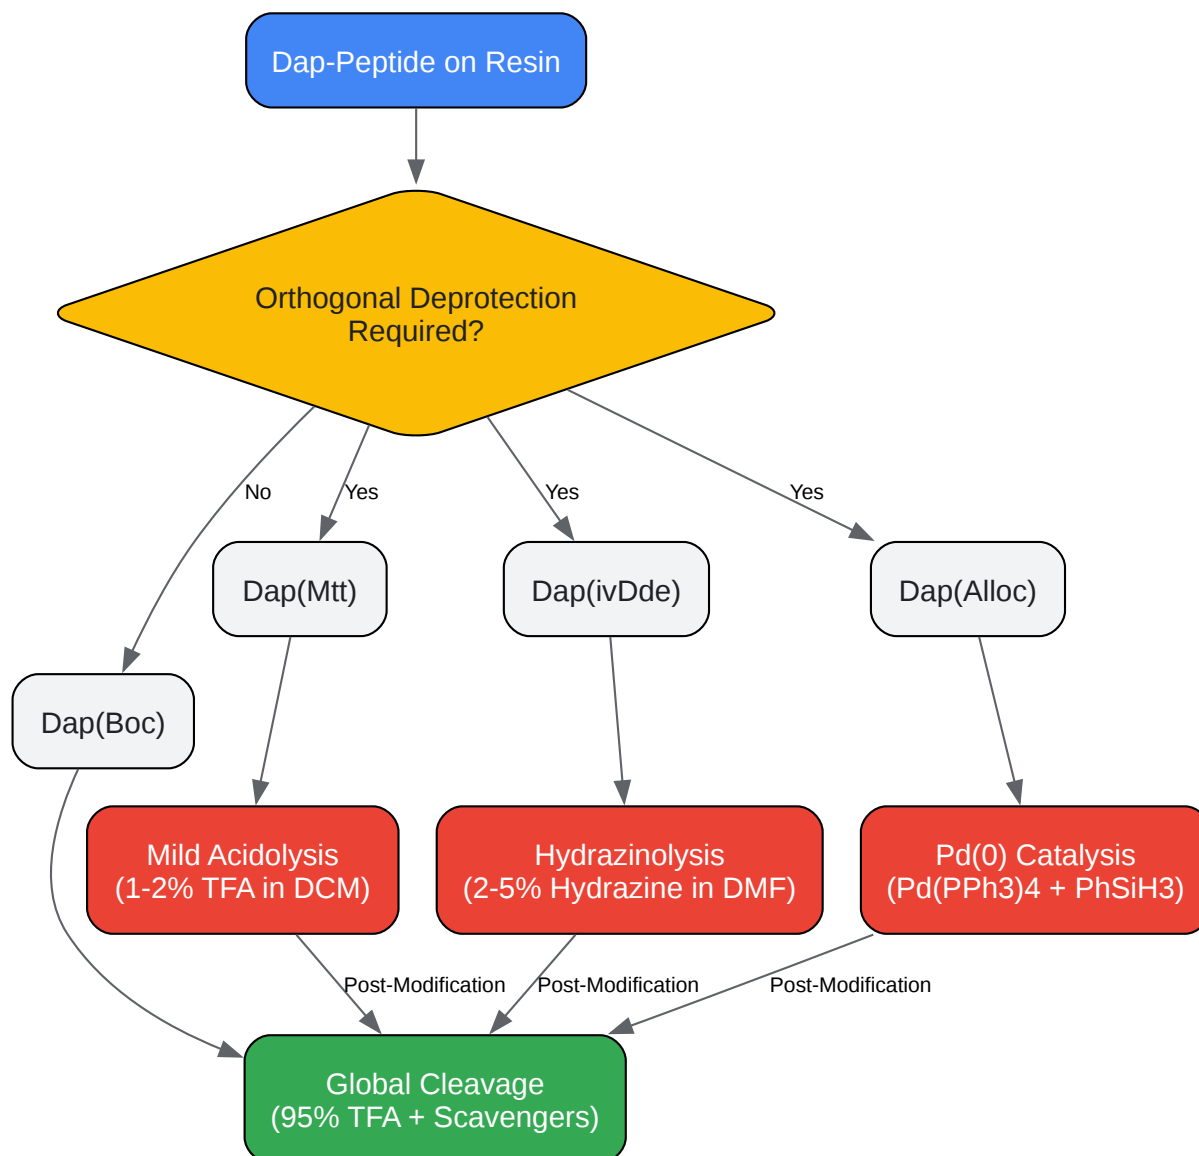 Dap-Peptide on Resin
Orthogonal Deprotection
Required?
No
Yes
Yes
Yes
Dap(Mtt)
Dap(ivDde)
Dap(Alloc)
Dap(Boc)
Mild Acidolysis
(1-2% TFA in DCM)
Hydrazinolysis
(2-5% Hydrazine in DMF)
Pd(0) Catalysis
(Pd(PPh3)4 + PhSiH3)
Post-Modification
Post-Modification
Post-Modification
Global Cleavage
(95% TFA + Scavengers)